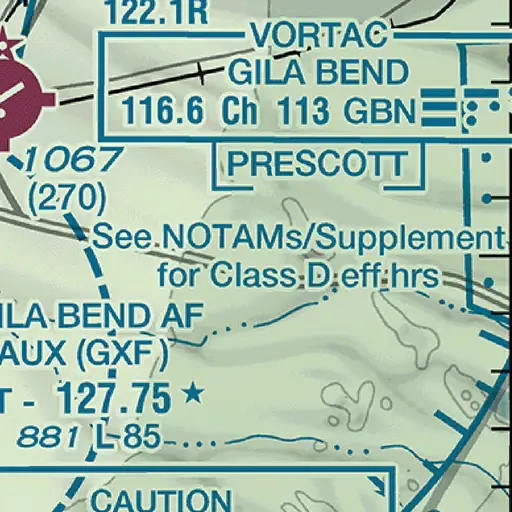 122.1R
VORTAC
GILA BEND
116.6 Ch 113 GBN
1067
(270)
PRESCOTT
See NOTAMs/Supplement
for Class D eff hrs
ILA BEND AF
AUX (GXF)
T - 127.75 ★
881 L 85
CAUTION